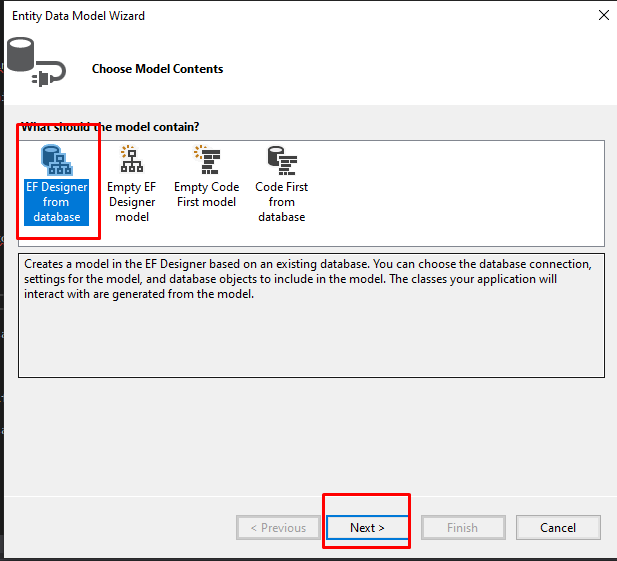 Entity Data Model Wizard
Choose Model Contents
What should the model contain?
EF Designer
from
database
Empty EF
Designer
model
Empty Code
First model
Code First
from
database
Creates a model in the EF Designer based on an existing database. You can choose the database connection,
settings for the model, and database objects to include in the model. The classes your application will
interact with are generated from the model.
< Previous
Next >
Finish
Cancel